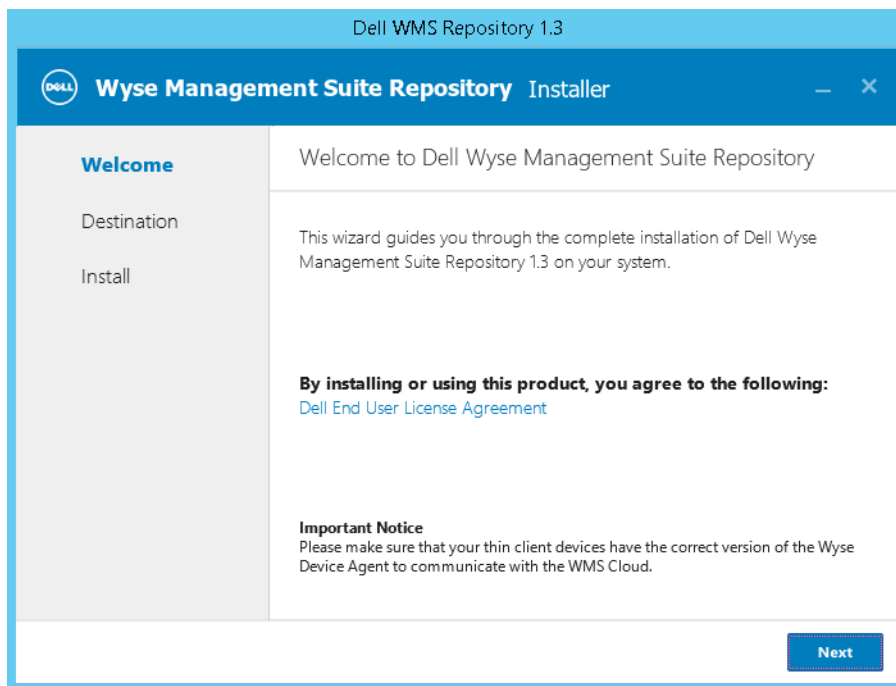 Dell WMS Repository 1.3
DELL
Wyse Management Suite Repository Installer
Welcome
Destination
Install
Welcome to Dell Wyse Management Suite Repository
This wizard guides you through the complete installation of Dell Wyse
Management Suite Repository 1.3 on your system.
By installing or using this product, you agree to the following:
Dell End User License Agreement
Important Notice
Please make sure that your thin client devices have the correct version of the Wyse
Device Agent to communicate with the WMS Cloud.
Next